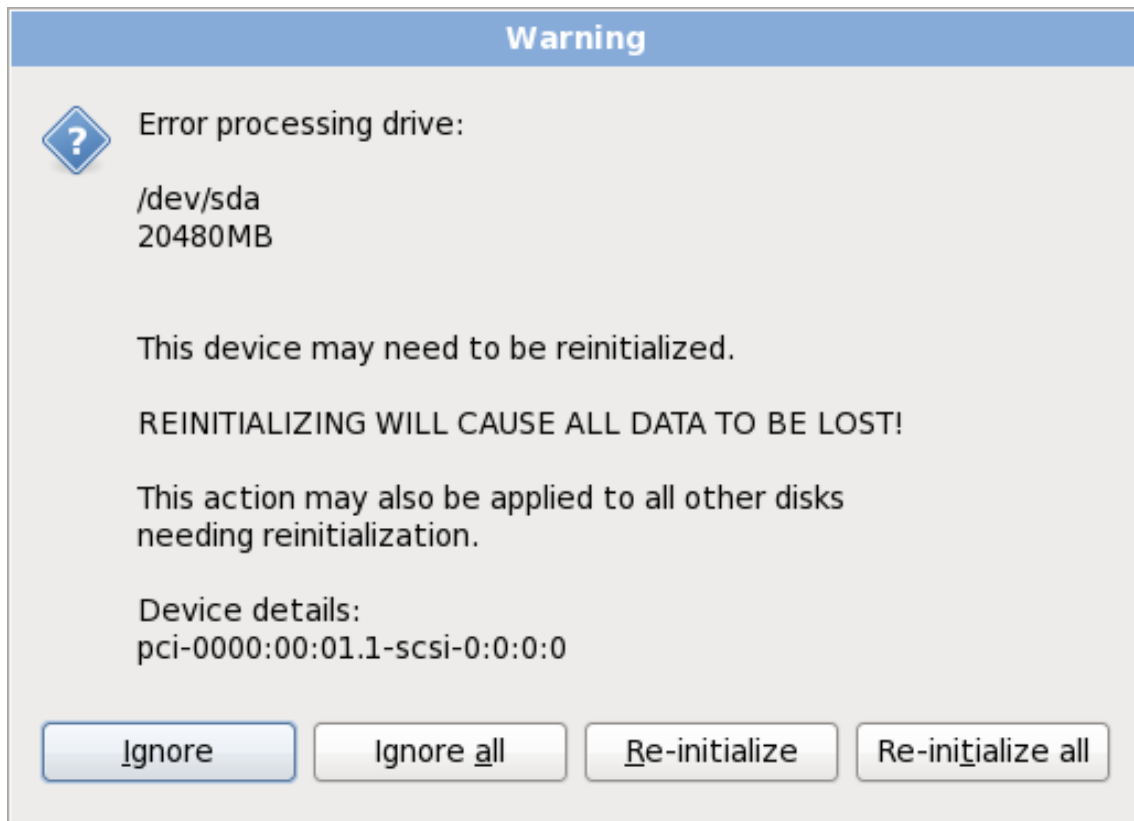 Warning
?
Error processing drive:
/dev/sda
20480MB
This device may need to be reinitialized.
REINITIALIZING WILL CAUSE ALL DATA TO BE LOST!
This action may also be applied to all other disks
needing reinitialization.
Device details:
pci-0000:00:01.1-scsi-0:0:0:0
Ignore
Ignore all
Re-initialize
Re-initialize all